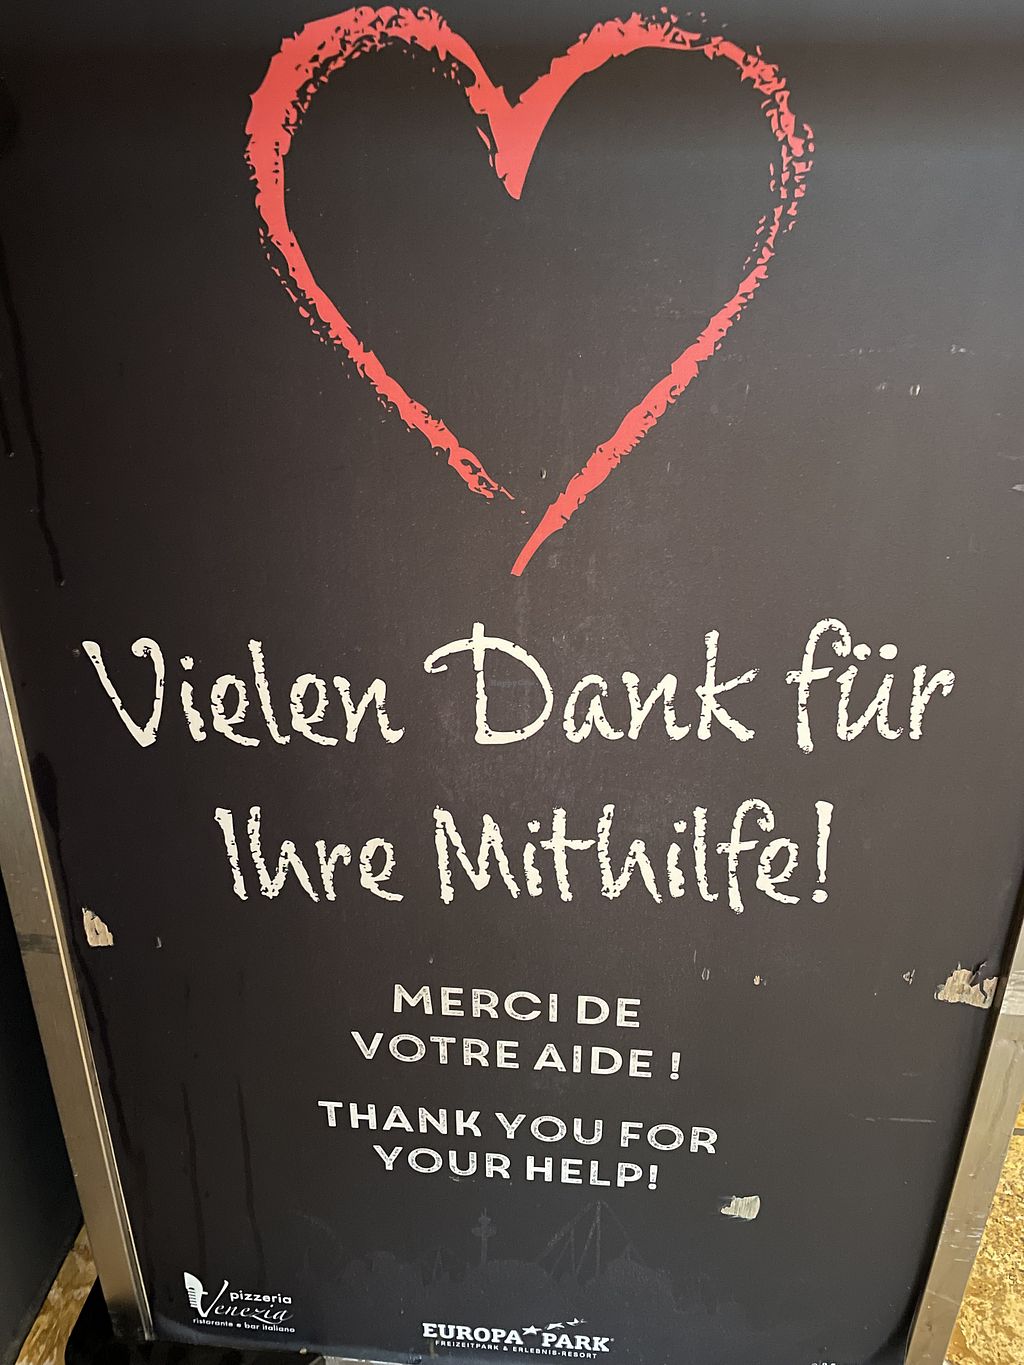 Vielen Dank für
Ihre Mithilfe!
MERCI DE
VOTRE AIDE !
THANK YOU FOR
YOUR HELP!
pizzeria
Venezia
ristorante e bar italiano
EUROPA PARK
FREIZEITPARK & ERLEBNIS-RESORT